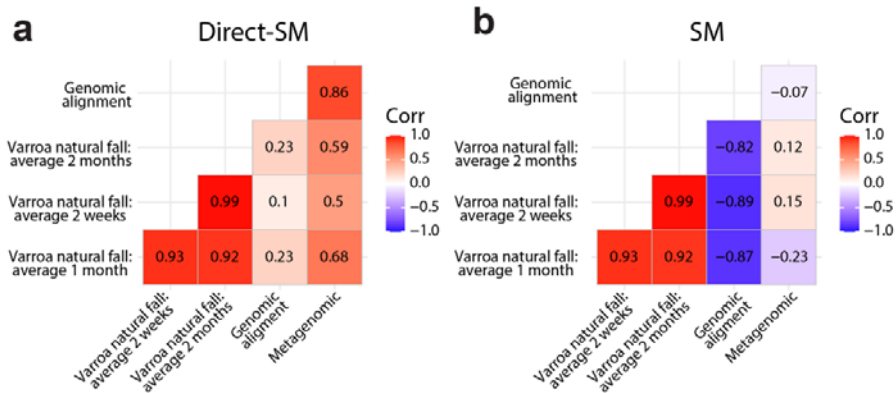 a
Direct-SM
Genomic
alignment
0.86
Varroa natural fall:
average 2 months
0.23
0.59
Varroa natural fall:
average 2 weeks
0.99
0.1
0.5
Varroa natural fall:
average 1 month
0.93
0.92
0.23
0.68
Varroa natural fall:
average 2 weeks
Varroa natural fall:
average 2 months
Genomic
aligment
Metagenomic
Corr
1.0
0.5
0.0
−0.5
−1.0
b
SM
Genomic
alignment
−0.07
Varroa natural fall:
average 2 months
−0.82
0.12
Varroa natural fall:
average 2 weeks
0.99
−0.89
0.15
Varroa natural fall:
average 1 month
0.93
0.92
−0.87
−0.23
Varroa natural fall:
average 2 weeks
Varroa natural fall:
average 2 months
Genomic
aligment
Metagenomic
Corr
1.0
0.5
0.0
−0.5
−1.0